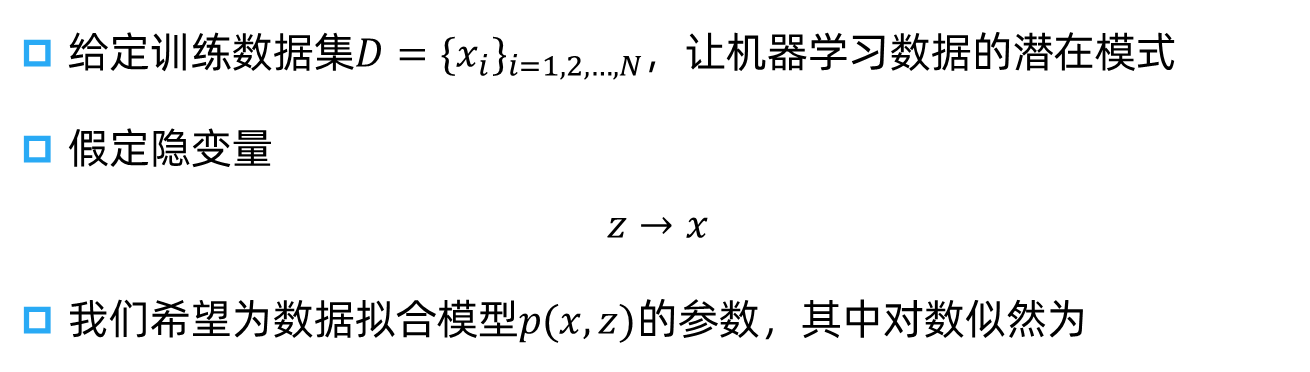 给定训练数据集D = {x_i}_{i=1,2,…,N}，让机器学习数据的潜在模式
假定隐变量
z → x
我们希望为数据拟合模型p(x, z)的参数，其中对数似然为